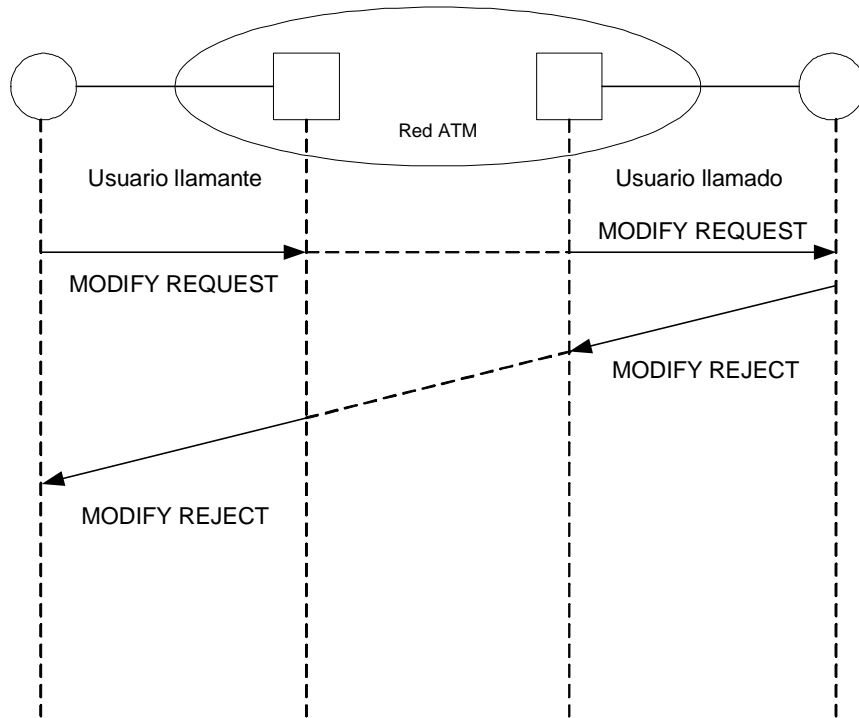 Red ATM
Usuario llamante
Usuario llamado
MODIFY REQUEST
MODIFY REQUEST
MODIFY REJECT
MODIFY REJECT